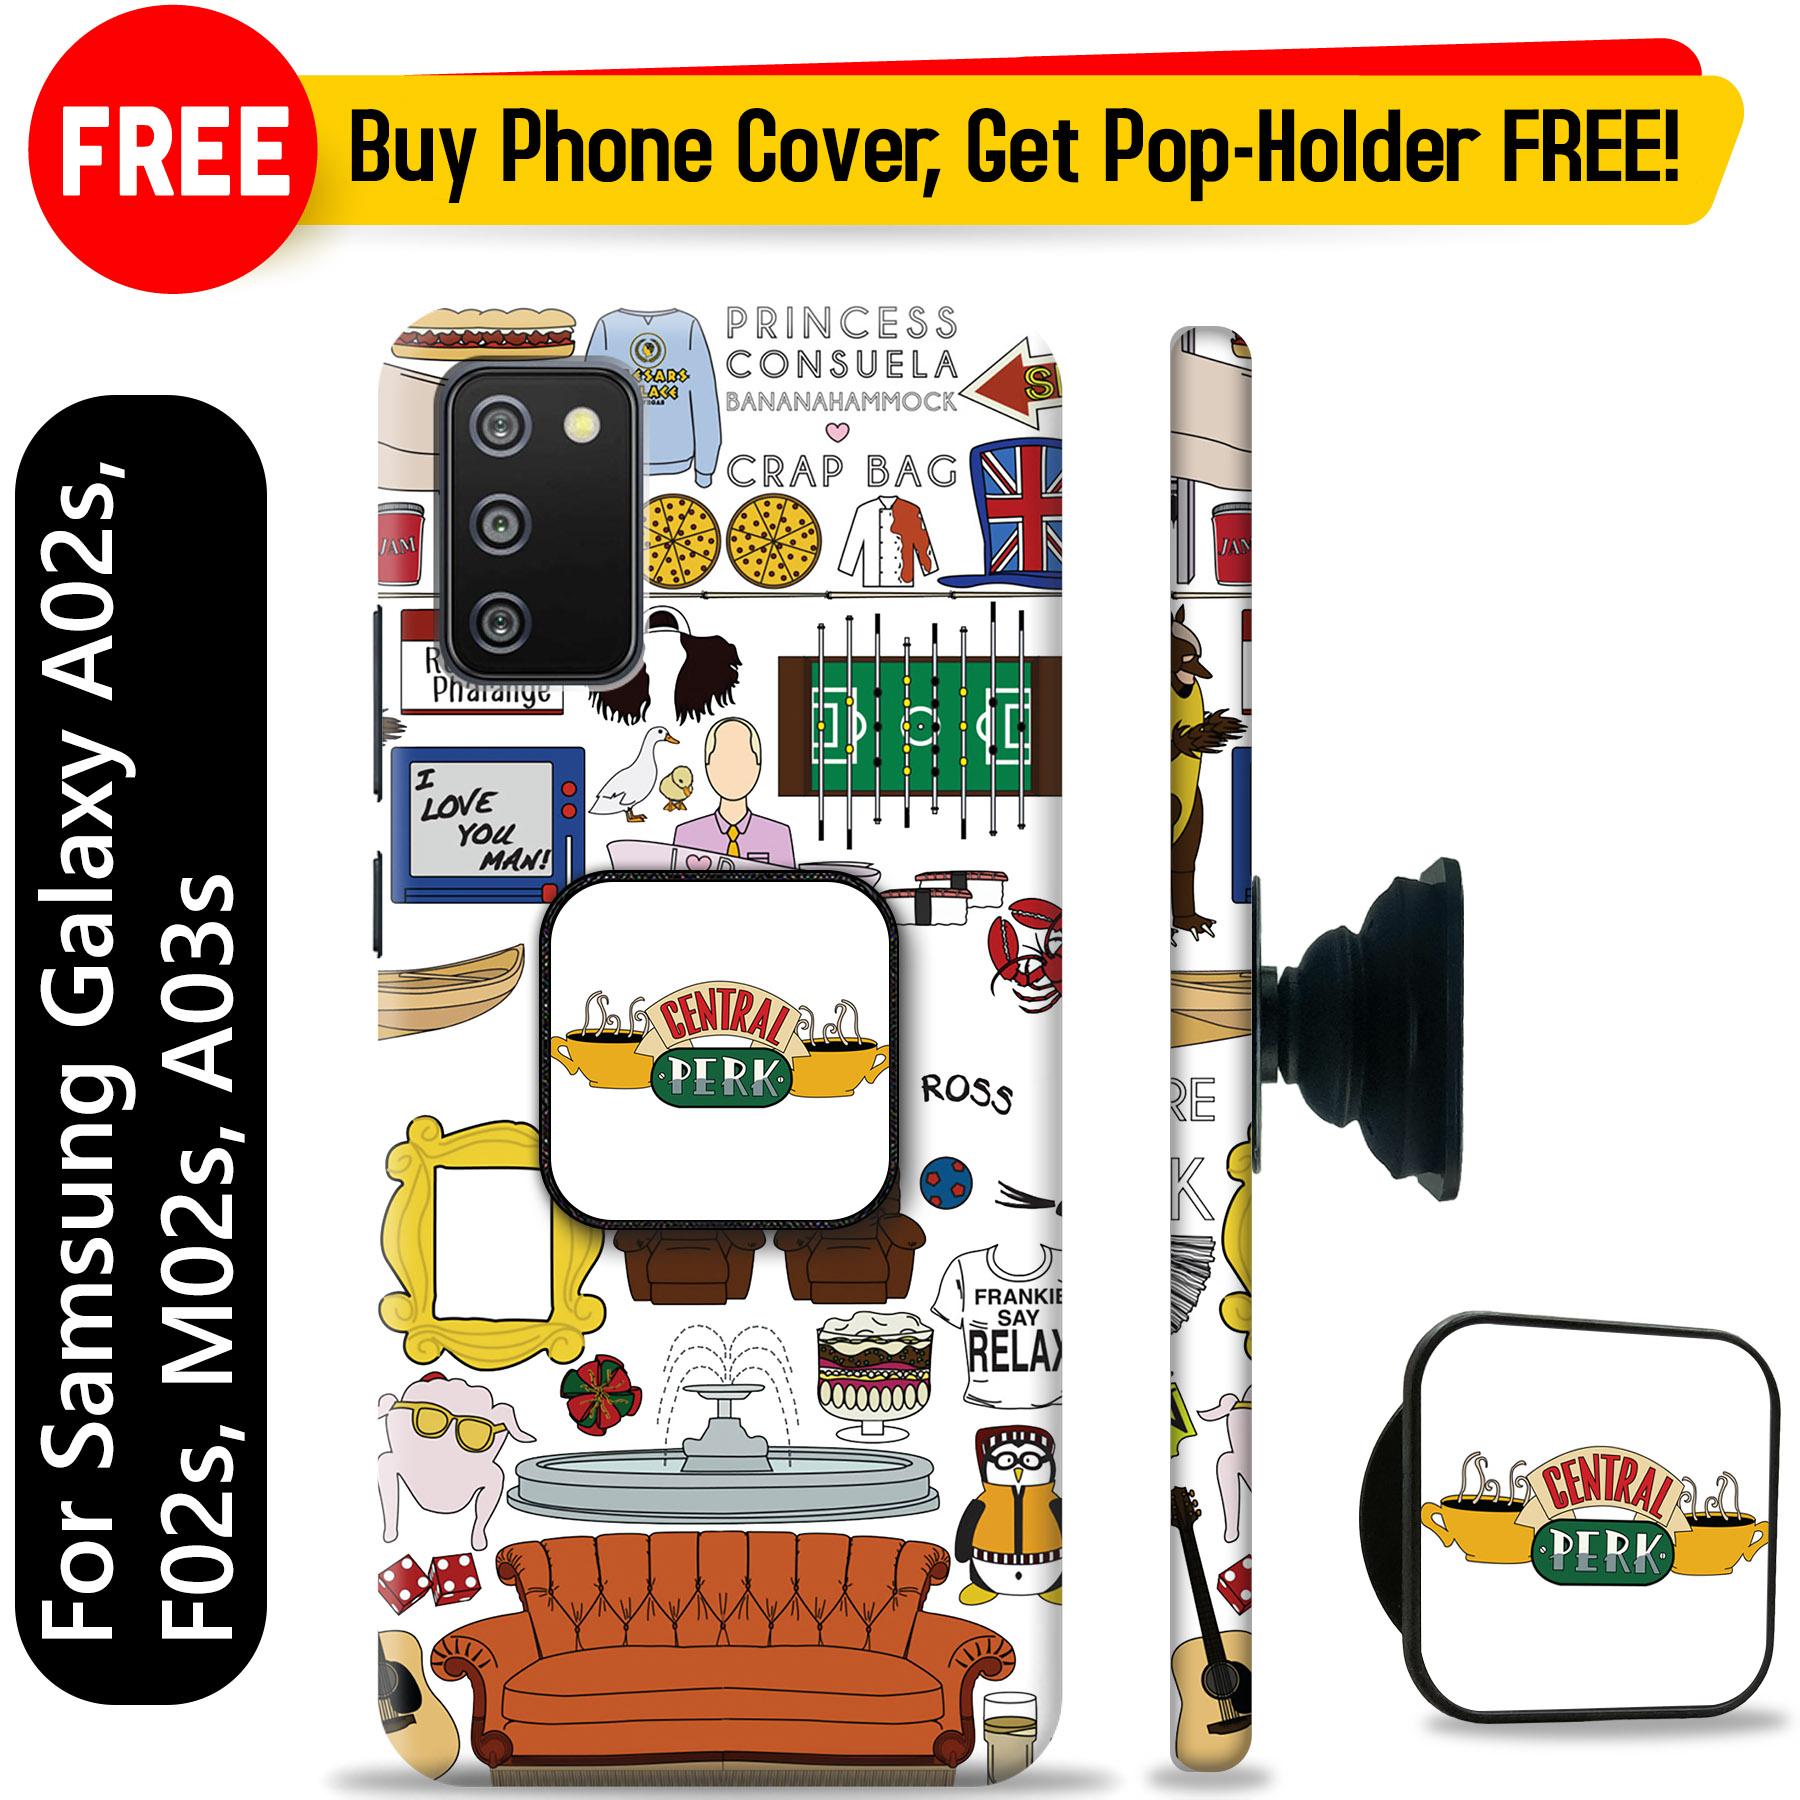 FREE
Buy Phone Cover, Get Pop-Holder FREE!
For Samsung Galaxy A02s,
F02s, M02s, A03s
PRINCESS
CONSUELA
BANANAHAMMOCK
CRAP BAG
JAM
Phalange
I
LOVE
YOU
MAN!
CENTRAL
PERK
ROSS
FRANKIE
SAY
RELAX
CENTRAL
PERK